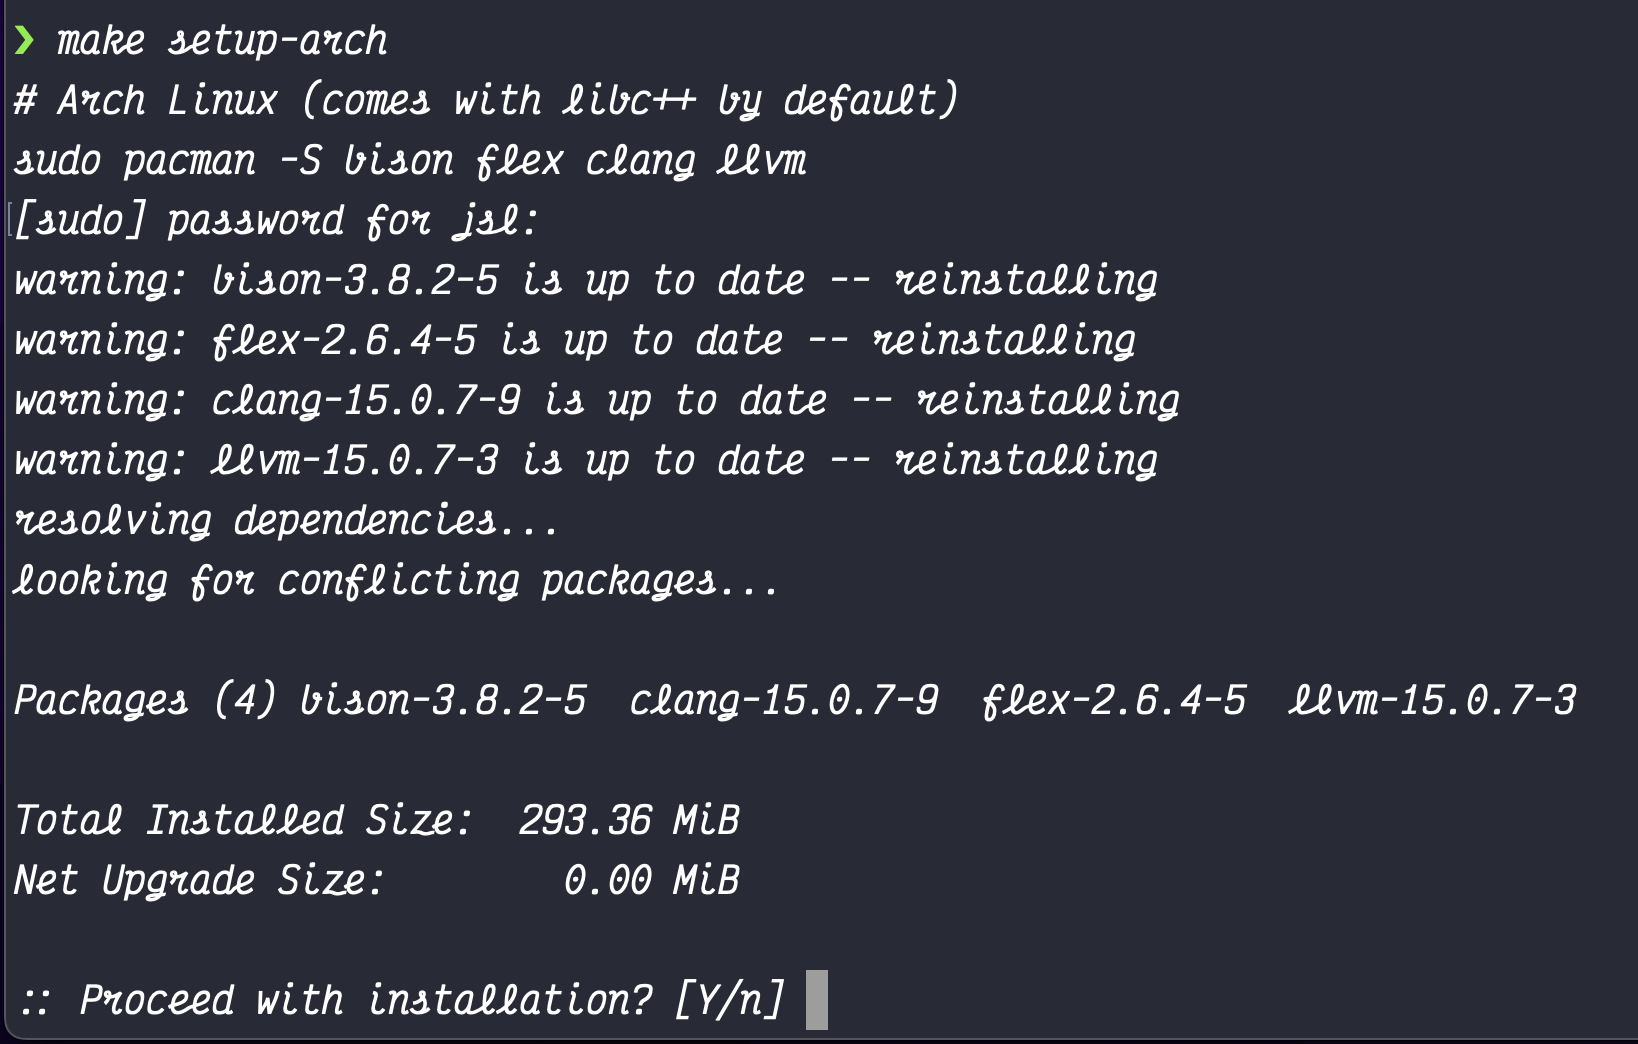 ❯ make setup-arch
# Arch Linux (comes with libc++ by default)
sudo pacman -S bison flex clang llvm
[sudo] password for jsl:
warning: bison-3.8.2-5 is up to date -- reinstalling
warning: flex-2.6.4-5 is up to date -- reinstalling
warning: clang-15.0.7-9 is up to date -- reinstalling
warning: llvm-15.0.7-3 is up to date -- reinstalling
resolving dependencies...
looking for conflicting packages...
Packages (4) bison-3.8.2-5  clang-15.0.7-9  flex-2.6.4-5  llvm-15.0.7-3
Total Installed Size:  293.36 MiB
Net Upgrade Size:        0.00 MiB
:: Proceed with installation? [Y/n]